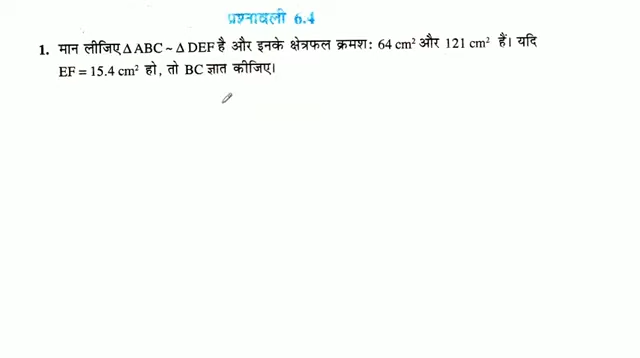 प्रश्नावली 6.4
1. मान लीजिए Δ ABC ~ Δ DEF है और इनके क्षेत्रफल क्रमश: 64 cm² और 121 cm² हैं। यदि
EF = 15.4 cm² हो, तो BC ज्ञात कीजिए।